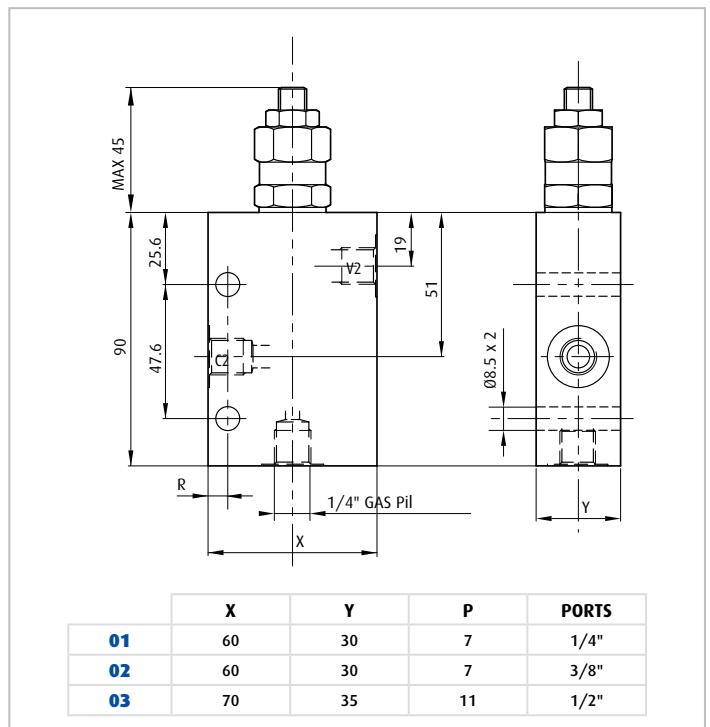 MAX 45
25.6
19
V2
51
90
47.6
C2
Ø8.5 x 2
R
1/4" GAS Pil
X
Y
X Y P PORTS
01 60 30 7 1/4"
02 60 30 7 3/8"
03 70 35 11 1/2"